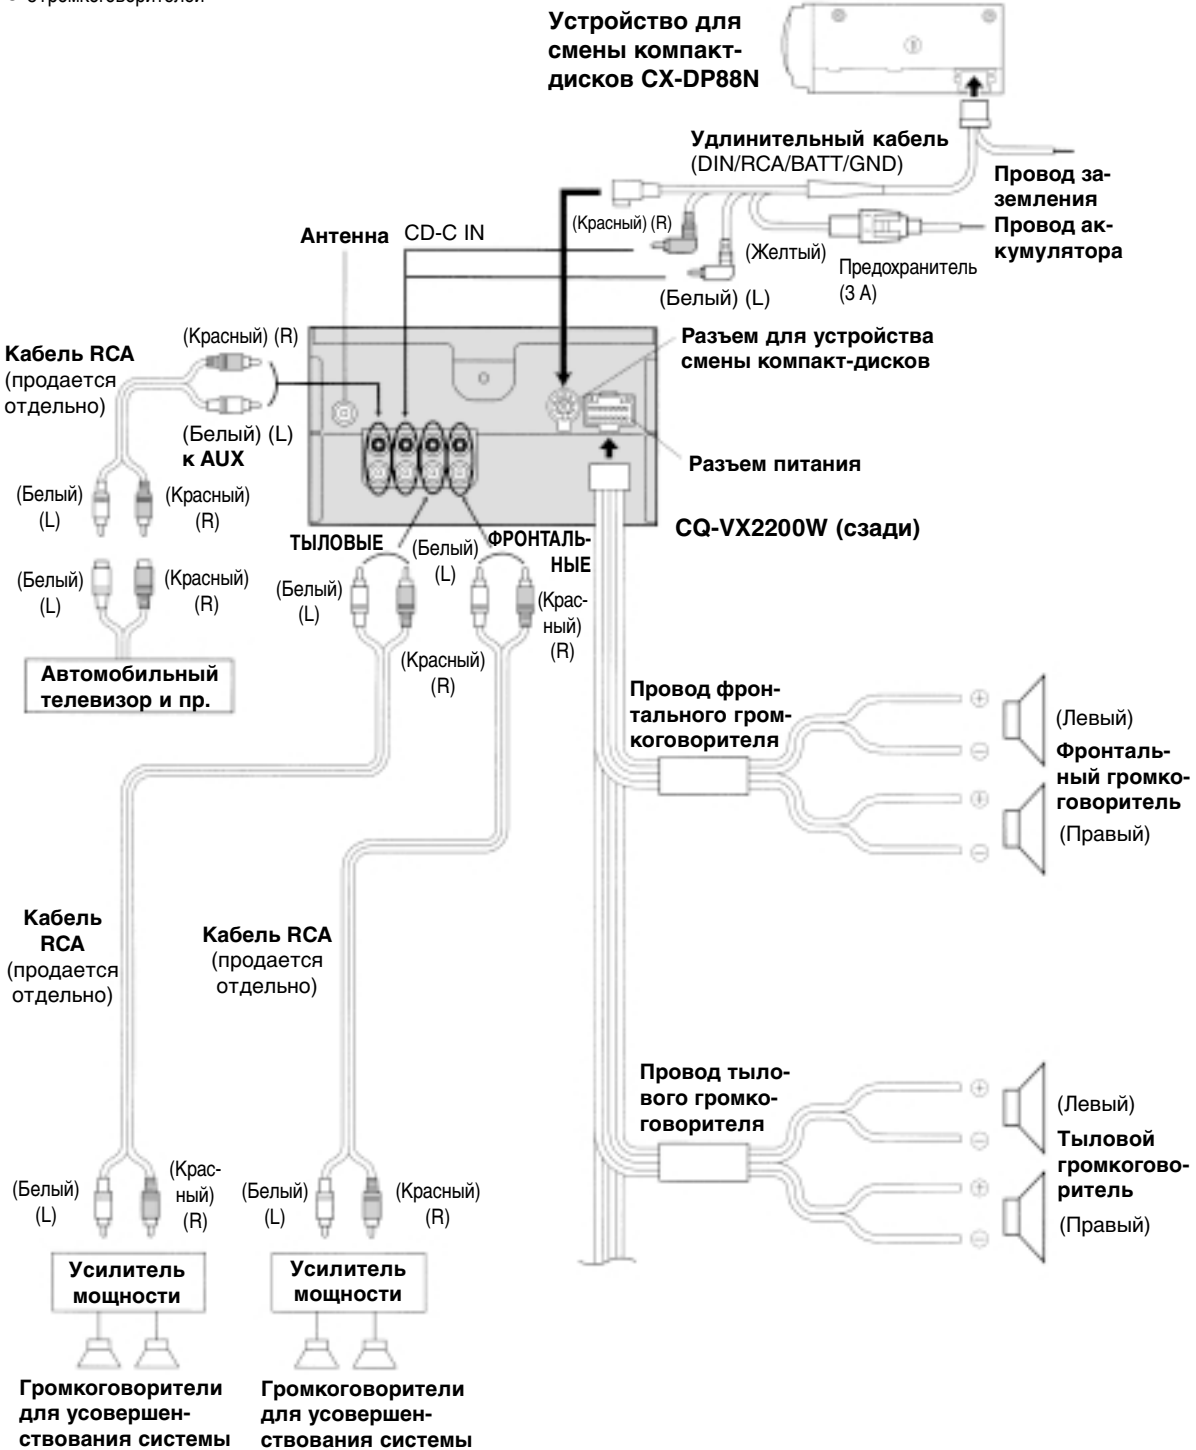 громкоговорителей
Устройство для
смены компакт-
дисков CX-DP88N
Удлинительный кабель
(DIN/RCA/BATT/GND)
Провод за-
земления
Провод ак-
кумулятора
(Красный) (R)
Антенна
CD-C IN
(Желтый)
Предохранитель
(3 А)
(Белый) (L)
(Красный) (R)
Кабель RCA
(продается
отдельно)
Разъем для устройства
смены компакт-дисков
(Белый) (L)
к AUX
Разъем питания
(Белый)
(L)
(Красный)
(R)
CQ-VX2200W (сзади)
ТЫЛОВЫЕ
(Белый)
(L)
ФРОНТАЛЬ-
НЫЕ
(Белый)
(L)
(Красный)
(R)
(Белый)
(L)
(Крас-
ный)
(R)
(Красный)
(R)
Автомобильный
телевизор и пр.
Провод фрон-
тального гром-
коговорителя
(Левый)
Фронталь-
ный громко-
говоритель
(Правый)
Кабель
RCA
(продается
отдельно)
Кабель RCA
(продается
отдельно)
Провод тыло-
вого громко-
говорителя
(Левый)
Тыловой
громкогово-
ритель
(Правый)
(Белый)
(L)
(Крас-
ный)
(R)
(Белый)
(L)
(Красный)
(R)
Усилитель
мощности
Усилитель
мощности
Громкоговорители
для усовершен-
ствования системы
Громкоговорители
для усовершен-
ствования системы